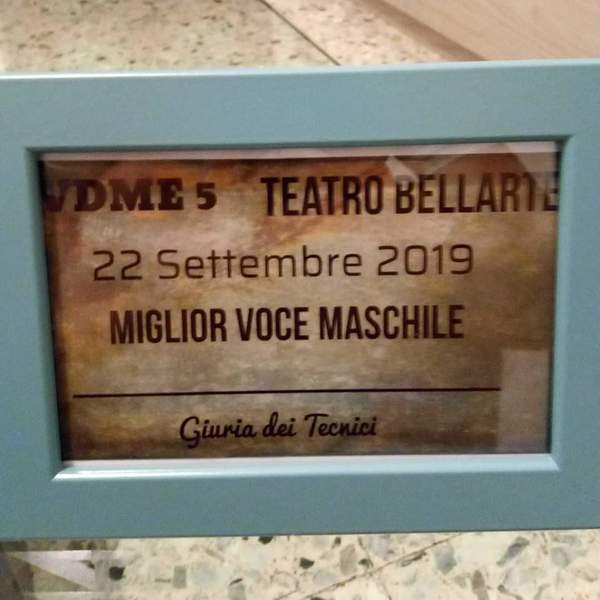 VDME 5 TEATRO BELLARTE
22 Settembre 2019
MIGLIOR VOCE MASCHILE
Giuria dei Tecnici